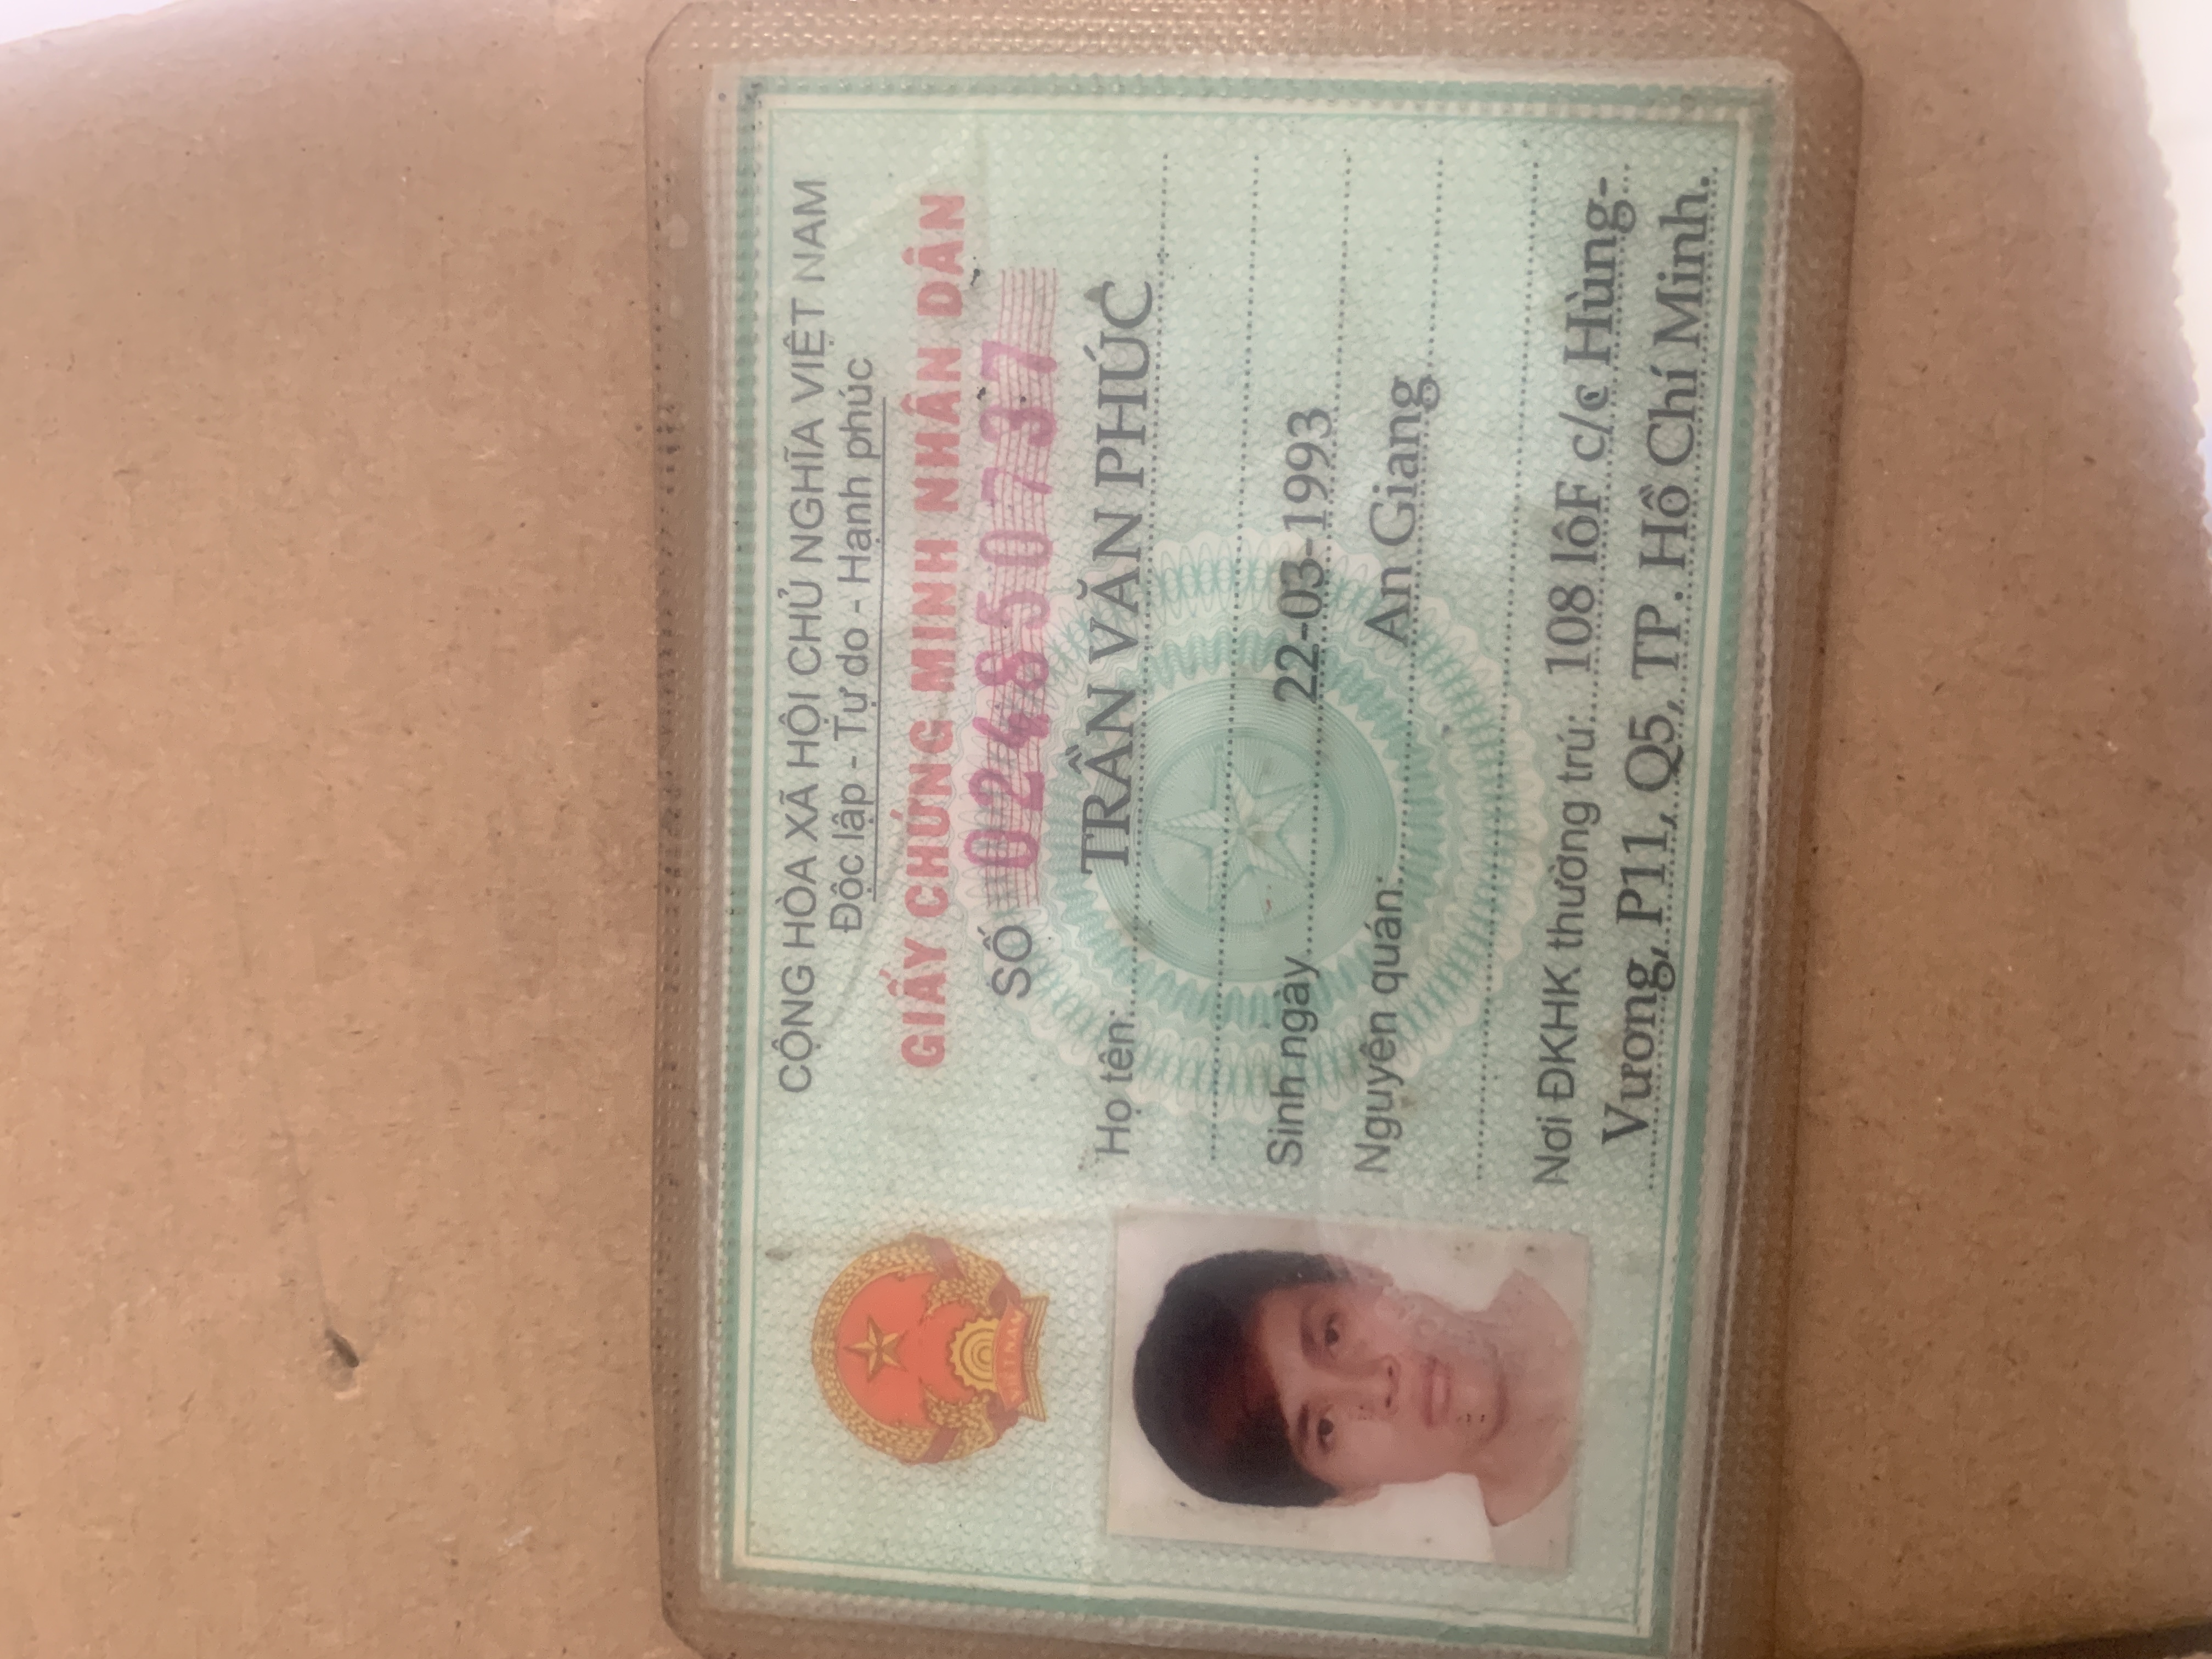 CỘNG HÒA XÃ HỘI CHỦ NGHĨA VIỆT NAM
Độc lập - Tự do - Hạnh phúc
GIẤY CHỨNG MINH NHÂN DÂN
SỐ 024850737
Họ tên: TRẦN VĂN PHÚC
Sinh ngày 22-03-1993
Nguyên quán: An Giang
Nơi ĐKHK thường trú: 108 lôF c/c Hùng-
Vương, P11, Q5, TP. Hồ Chí Minh.
VIỆT NAM